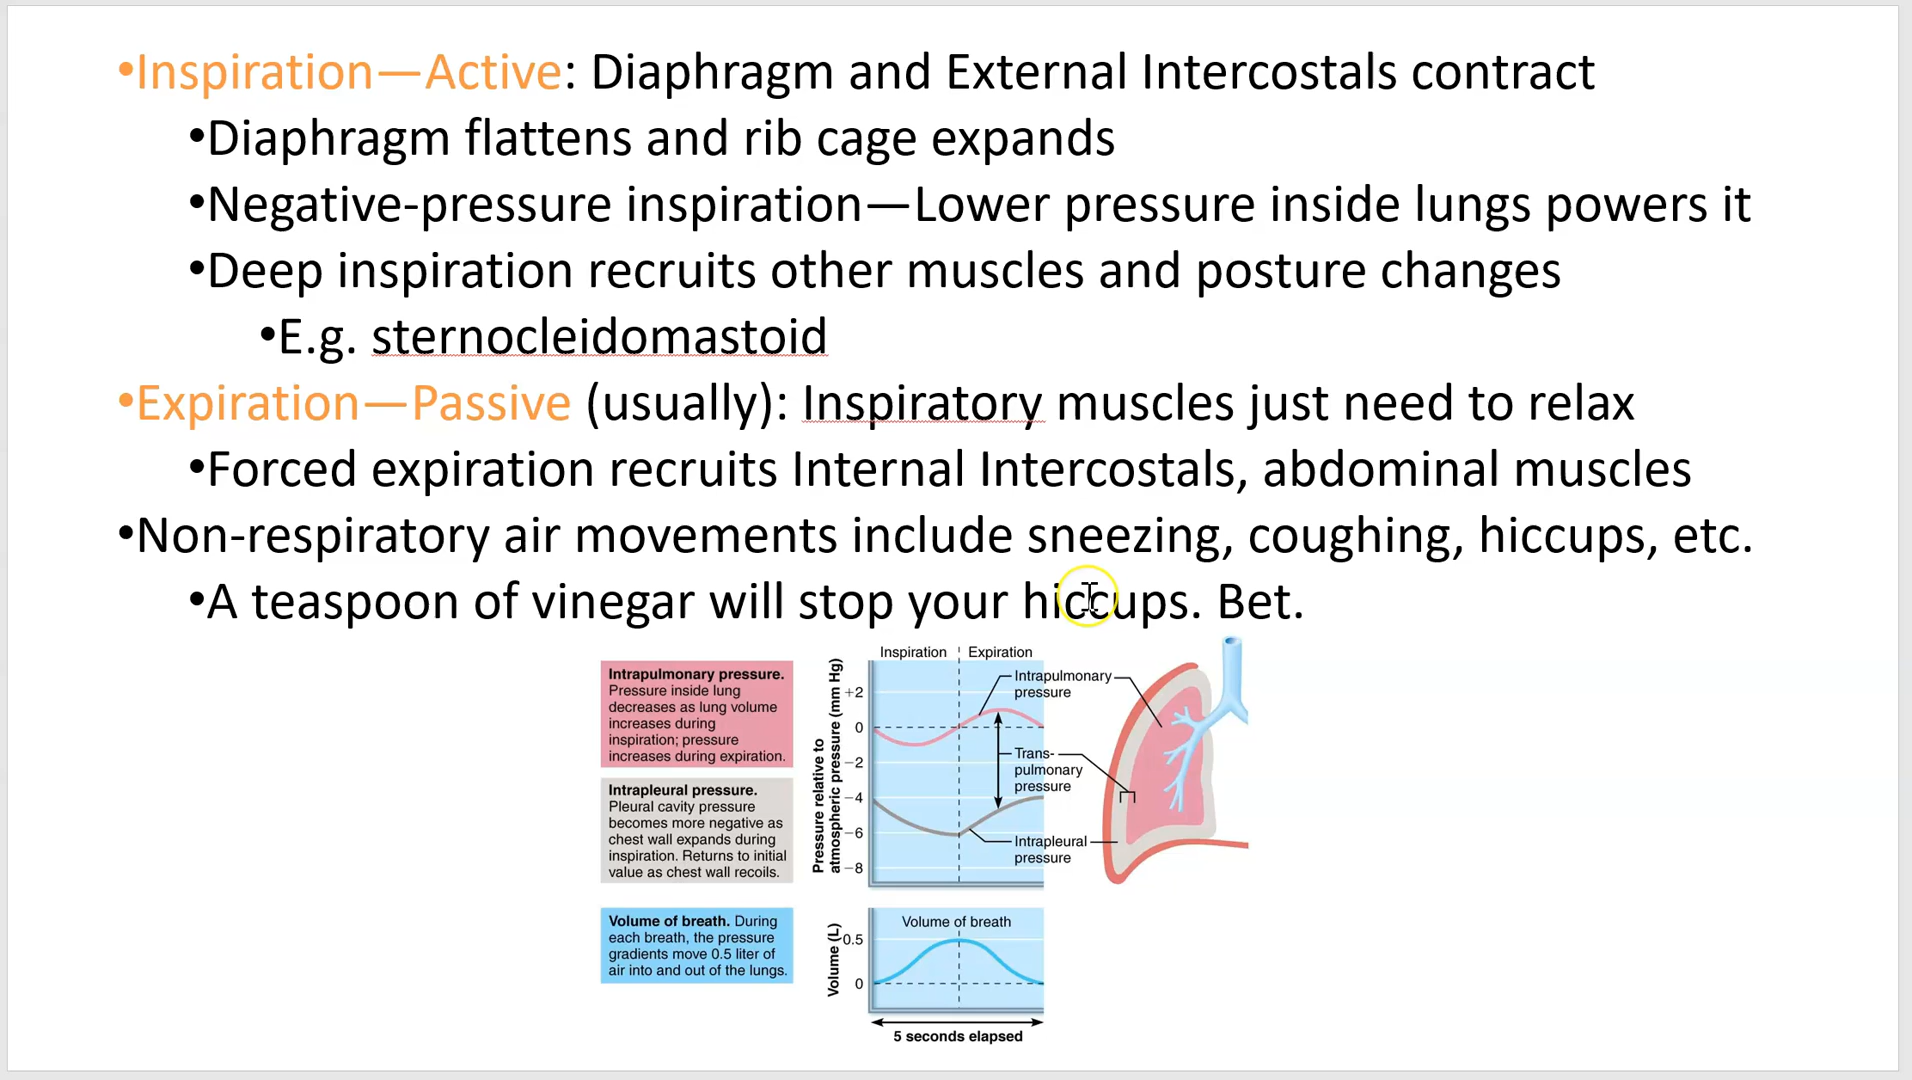 •Inspiration—Active: Diaphragm and External Intercostals contract
•Diaphragm flattens and rib cage expands
•Negative-pressure inspiration—Lower pressure inside lungs powers it
•Deep inspiration recruits other muscles and posture changes
•E.g. sternocleidomastoid
•Expiration—Passive (usually): Inspiratory muscles just need to relax
•Forced expiration recruits Internal Intercostals, abdominal muscles
•Non-respiratory air movements include sneezing, coughing, hiccups, etc.
•A teaspoon of vinegar will stop your hiccups. Bet.
Intrapulmonary pressure.
Pressure inside lung
decreases as lung volume
increases during
inspiration; pressure
increases during expiration.
Intrapleural pressure.
Pleural cavity pressure
becomes more negative as
chest wall expands during
inspiration. Returns to initial
value as chest wall recoils.
Volume of breath. During
each breath, the pressure
gradients move 0.5 liter of
air into and out of the lungs.
Pressure relative to
atmospheric pressure (mm Hg)
Inspiration Expiration
+2
0
–2
–4
–6
–8
Intrapulmonary
pressure
Trans-
pulmonary
pressure
Intrapleural
pressure
Volume (L)
Volume of breath
0.5
0
5 seconds elapsed